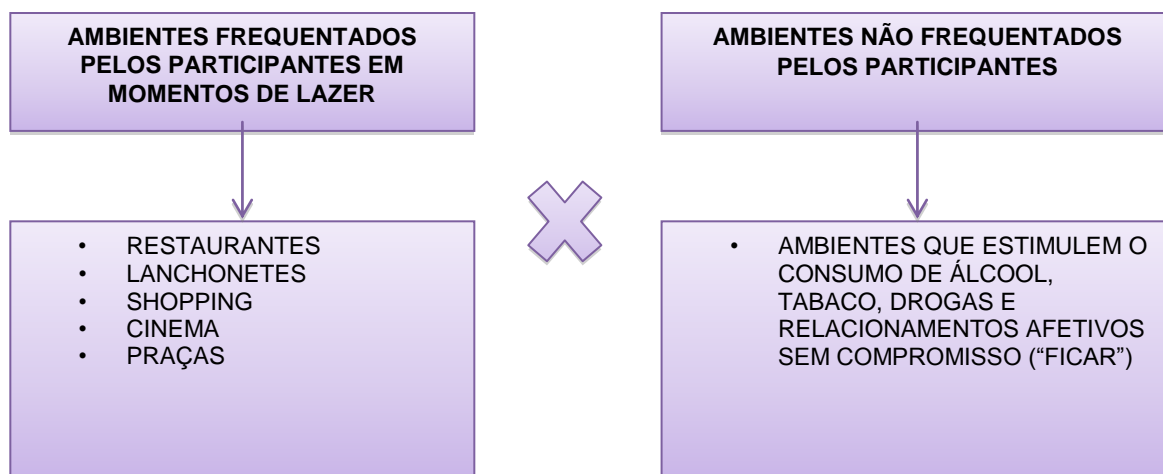 AMBIENTES FREQUENTADOS
PELOS PARTICIPANTES EM
MOMENTOS DE LAZER
• RESTAURANTES
• LANCHONETES
• SHOPPING
• CINEMA
• PRAÇAS
AMBIENTES NÃO FREQUENTADOS
PELOS PARTICIPANTES
• AMBIENTES QUE ESTIMULEM O
CONSUMO DE ÁLCOOL,
TABACO, DROGAS E
RELACIONAMENTOS AFETIVOS
SEM COMPROMISSO (“FICAR”)